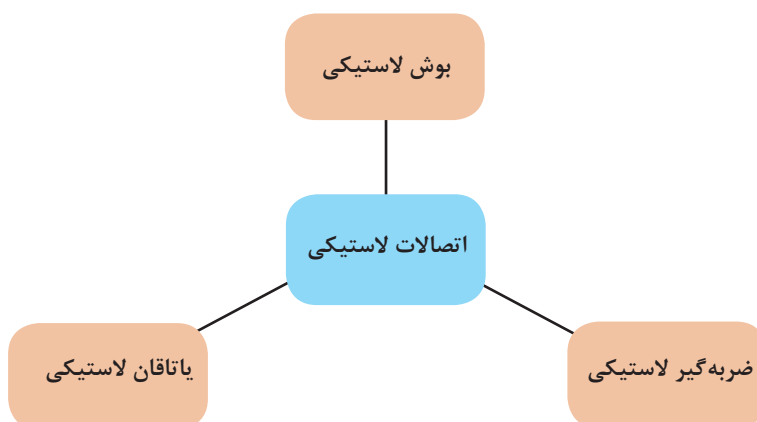 بوش لاستیکی
اتصالات لاستیکی
ضربه‌گیر لاستیکی
یاتاقان لاستیکی